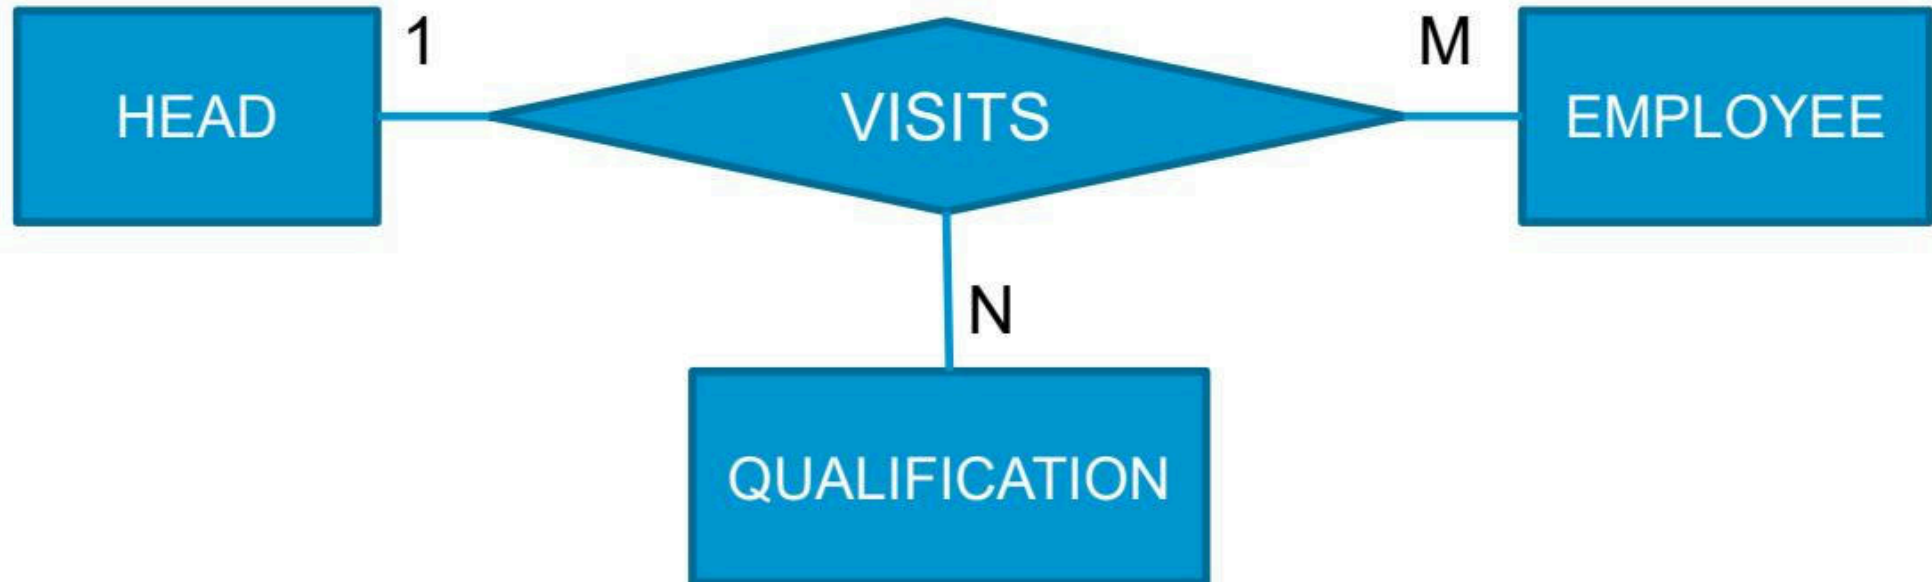 1
M
HEAD
VISITS
EMPLOYEE
N
QUALIFICATION